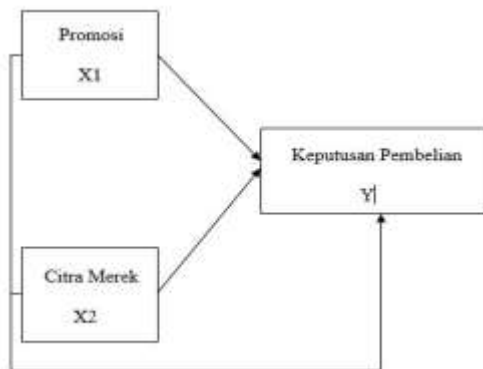 Promosi
X1
Keputusan Pembelian
Y
Citra Merek
X2